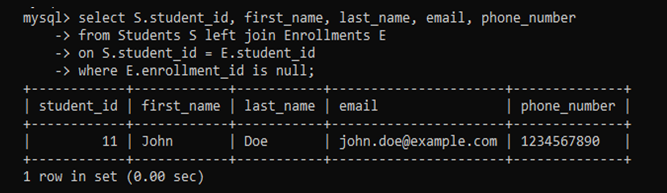 mysql> select S.student_id, first_name, last_name, email, phone_number
    -> from Students S left join Enrollments E
    -> on S.student_id = E.student_id
    -> where E.enrollment_id is null;
+------------+------------+-----------+----------------------+--------------+
| student_id | first_name | last_name | email                | phone_number |
+------------+------------+-----------+----------------------+--------------+
|         11 | John       | Doe       | john.doe@example.com | 1234567890   |
+------------+------------+-----------+----------------------+--------------+
1 row in set (0.00 sec)